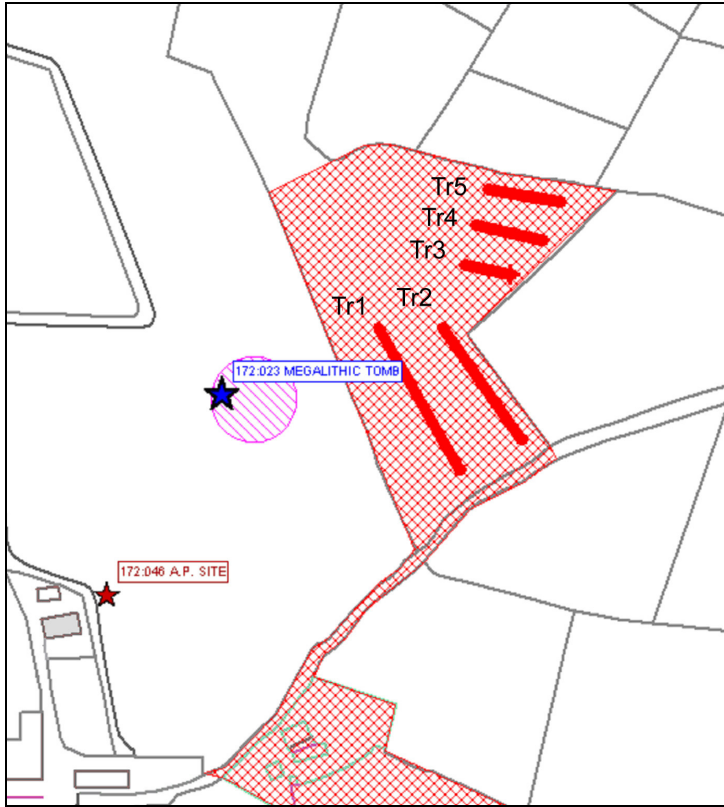 Tr5
Tr4
Tr3
Tr1
Tr2
172:023 MEGALITHIC TOMB
172:046 A.P. SITE